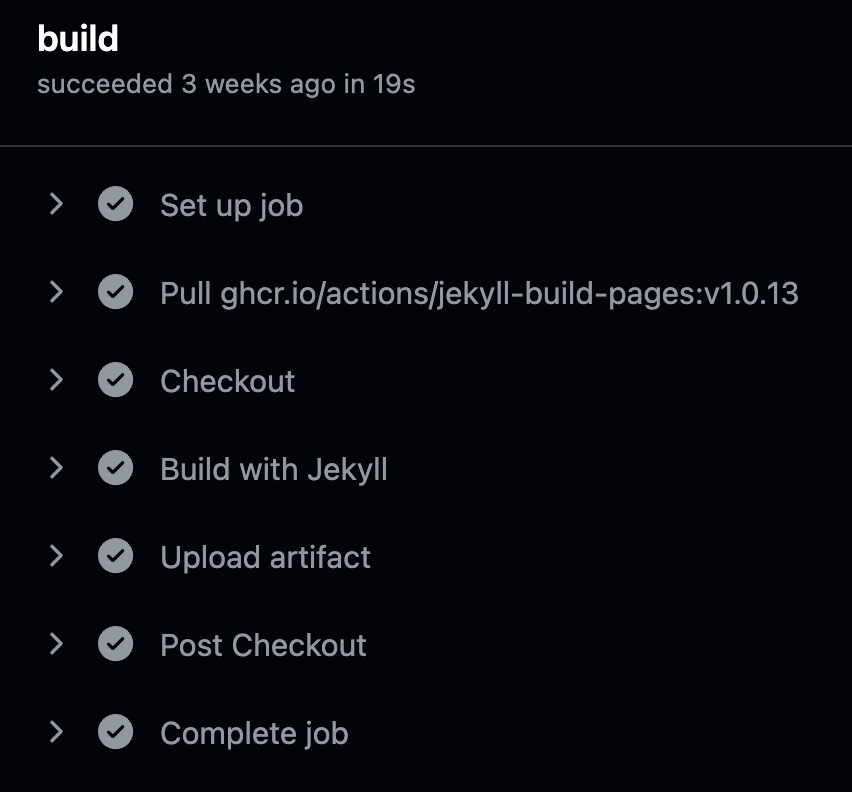 build
succeeded 3 weeks ago in 19s
Set up job
Pull ghcr.io/actions/jekyll-build-pages:v1.0.13
Checkout
Build with Jekyll
Upload artifact
Post Checkout
Complete job